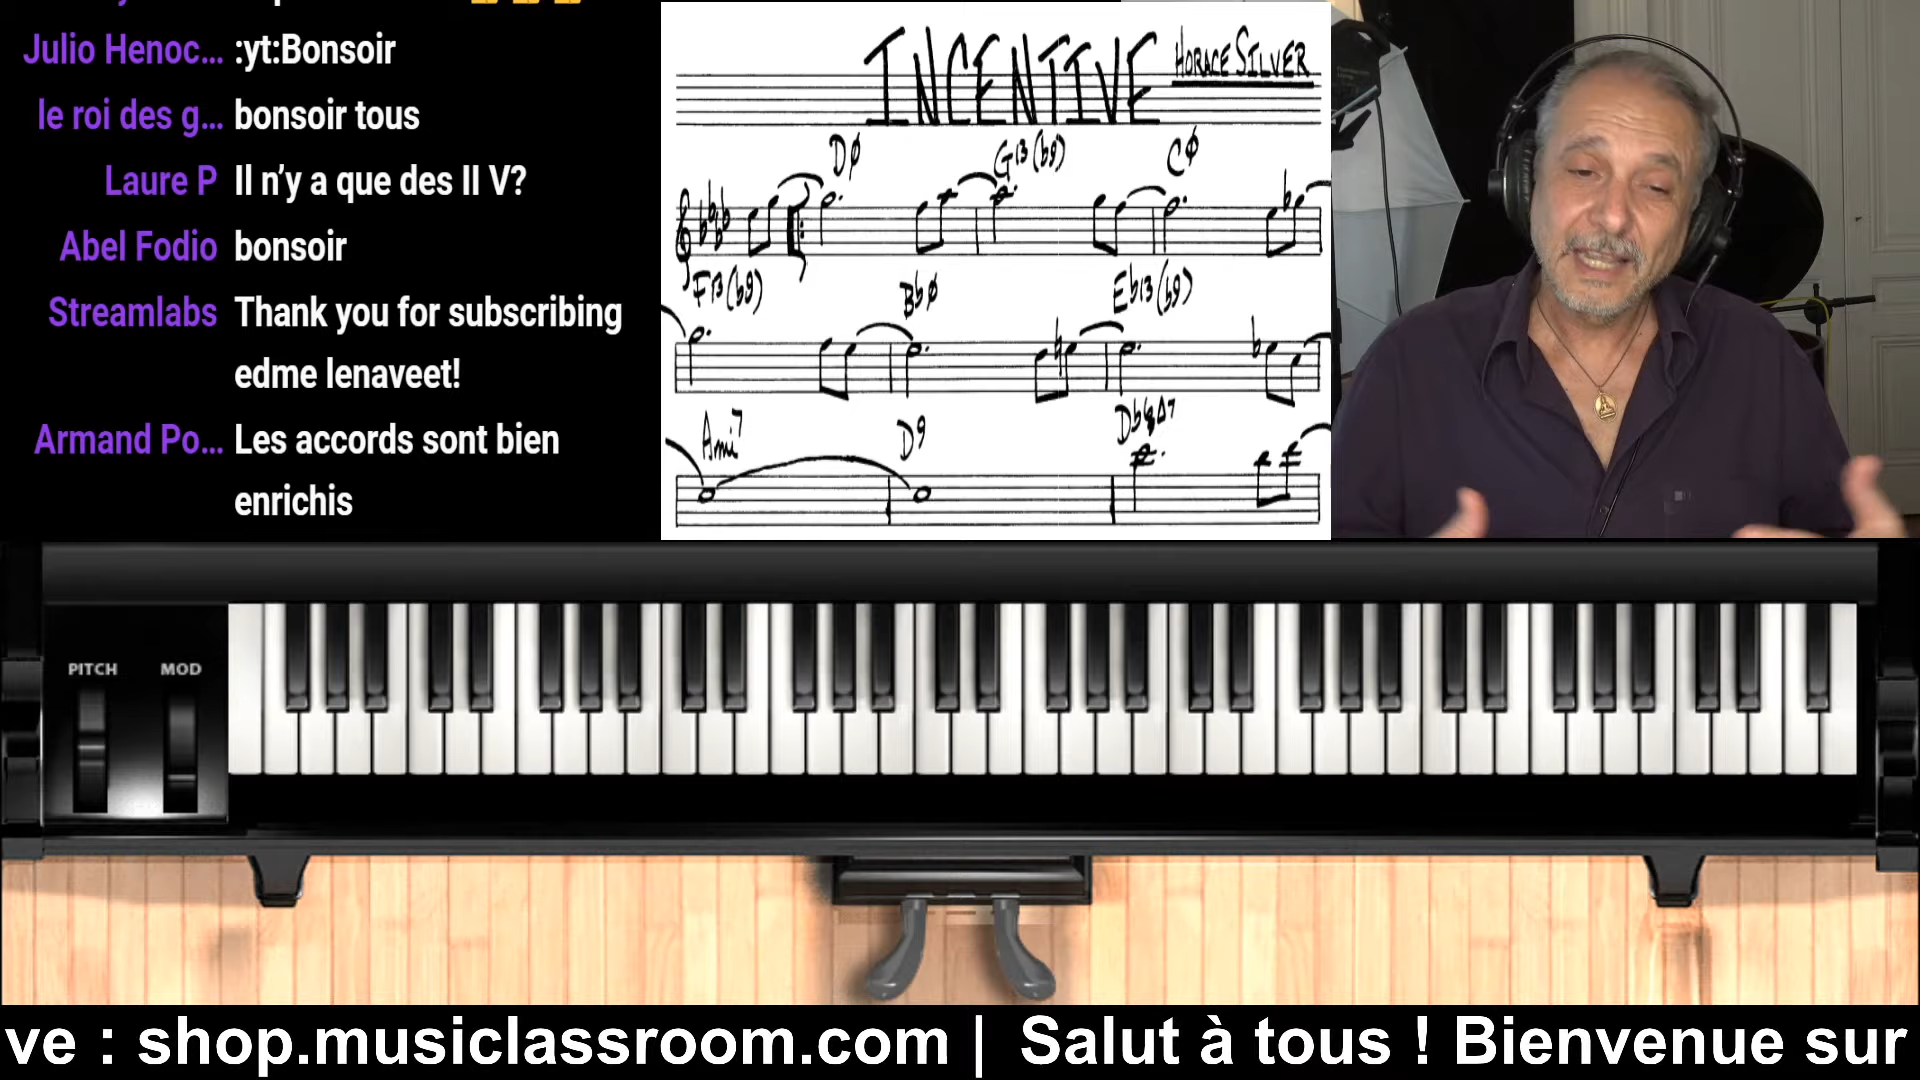 Julio Henoc... :yt:Bonsoir
le roi des g... bonsoir tous
Laure P Il n’y a que des II V?
Abel Fodio bonsoir
Streamlabs Thank you for subscribing
edme lenaveet!
Armand Po... Les accords sont bien
enrichis
INCENTIVE HORACE SILVER
DØ G13(b9) CØ
F13(b9) BbØ Eb13(b9)
Ami7 D9
PITCH MOD
ve : shop.musiclassroom.com | Salut à tous ! Bienvenue sur